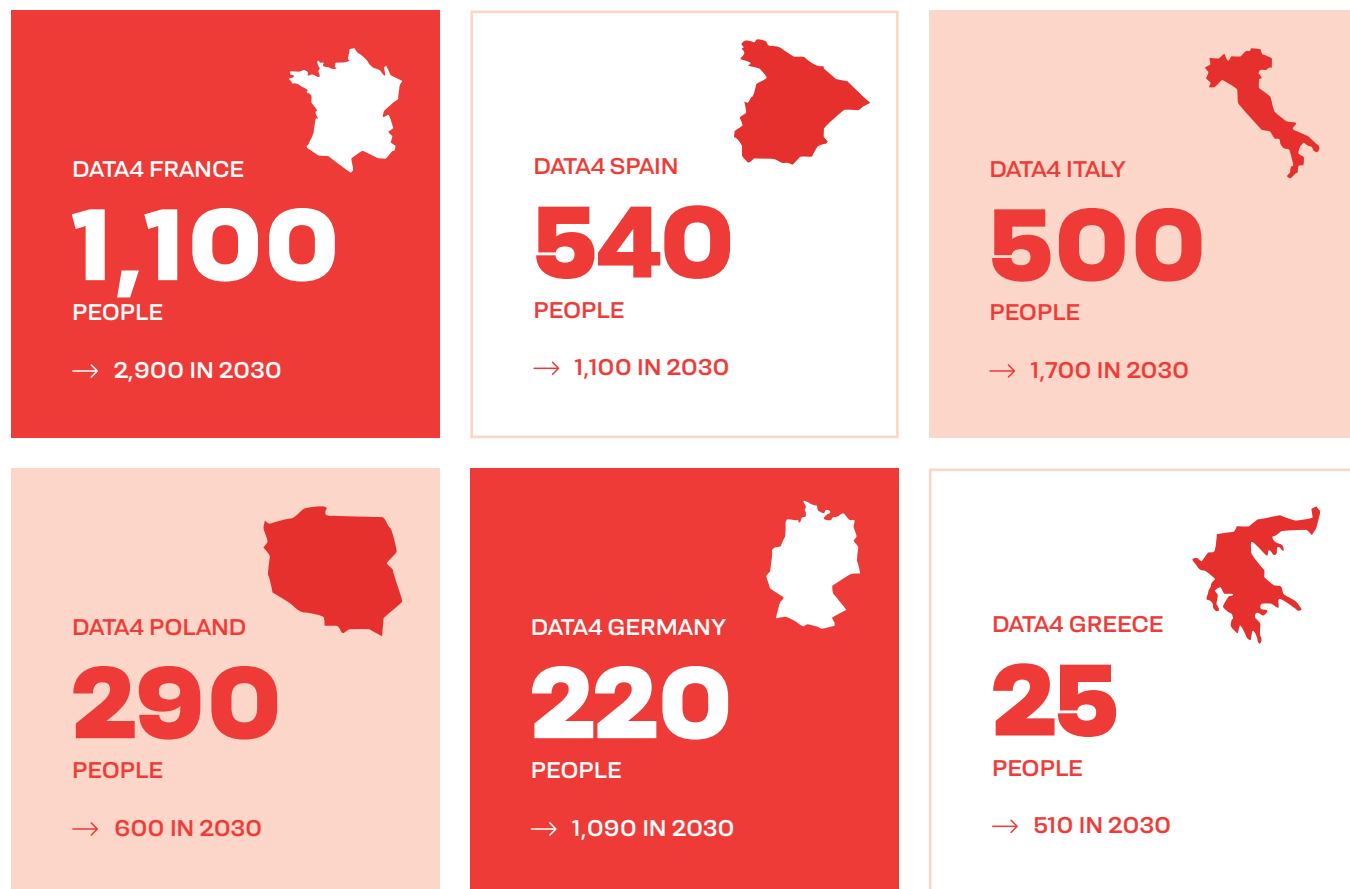 DATA4 FRANCE
1,100
PEOPLE
→ 2,900 IN 2030
DATA4 SPAIN
540
PEOPLE
→ 1,100 IN 2030
DATA4 ITALY
500
PEOPLE
→ 1,700 IN 2030
DATA4 POLAND
290
PEOPLE
→ 600 IN 2030
DATA4 GERMANY
220
PEOPLE
→ 1,090 IN 2030
DATA4 GREECE
25
PEOPLE
→ 510 IN 2030